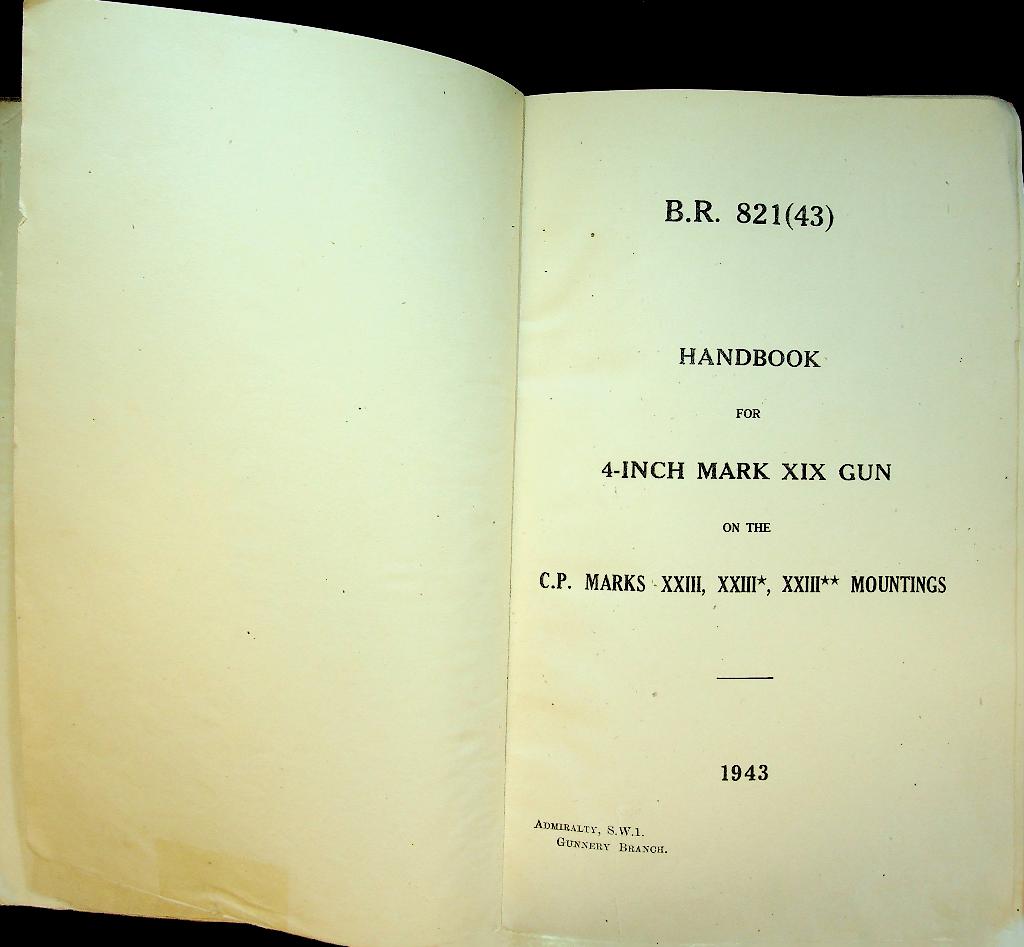 B.R. 821(43)
HANDBOOK
FOR
4-INCH MARK XIX GUN
ON THE
C.P. MARKS XXIII, XXIII★, XXIII★★ MOUNTINGS
1943
ADMIRALTY, S.W.1.
GUNNERY BRANCH.